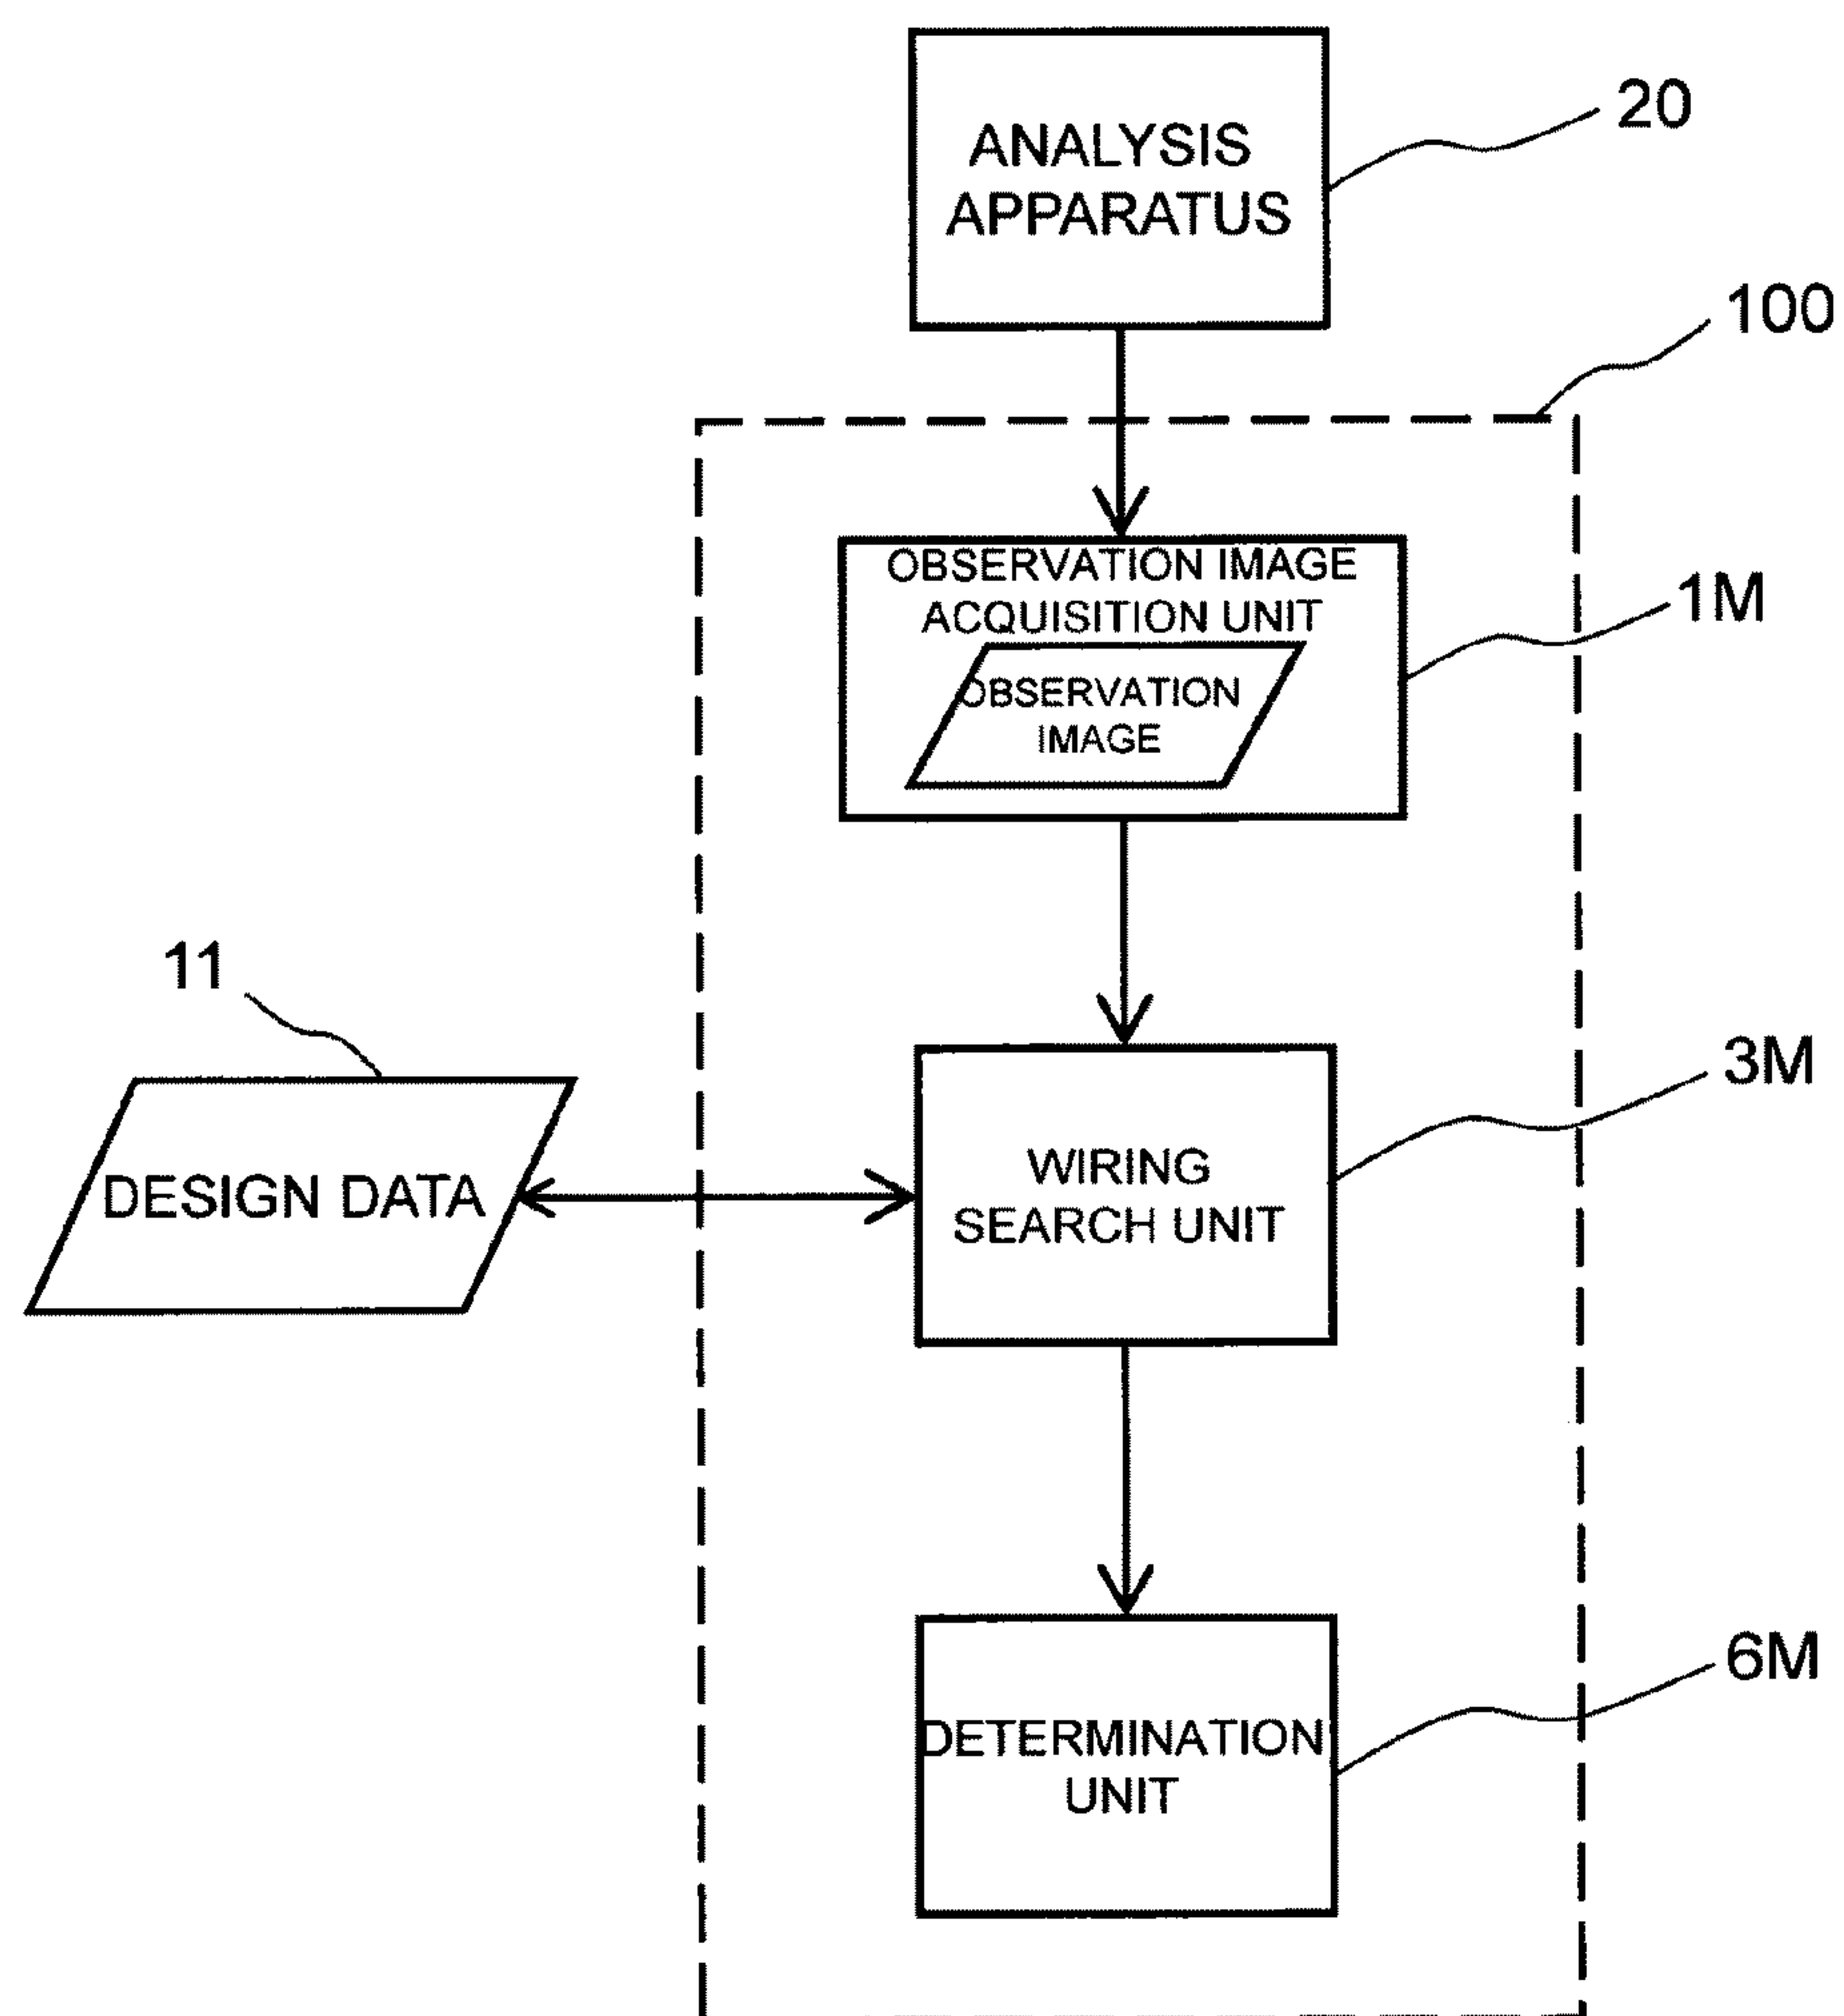 ANALYSIS
APPARATUS
20
100
OBSERVATION IMAGE
ACQUISITION UNIT
OBSERVATION
IMAGE
1M
11
DESIGN DATA
WIRING
SEARCH UNIT
3M
DETERMINATION
UNIT
6M